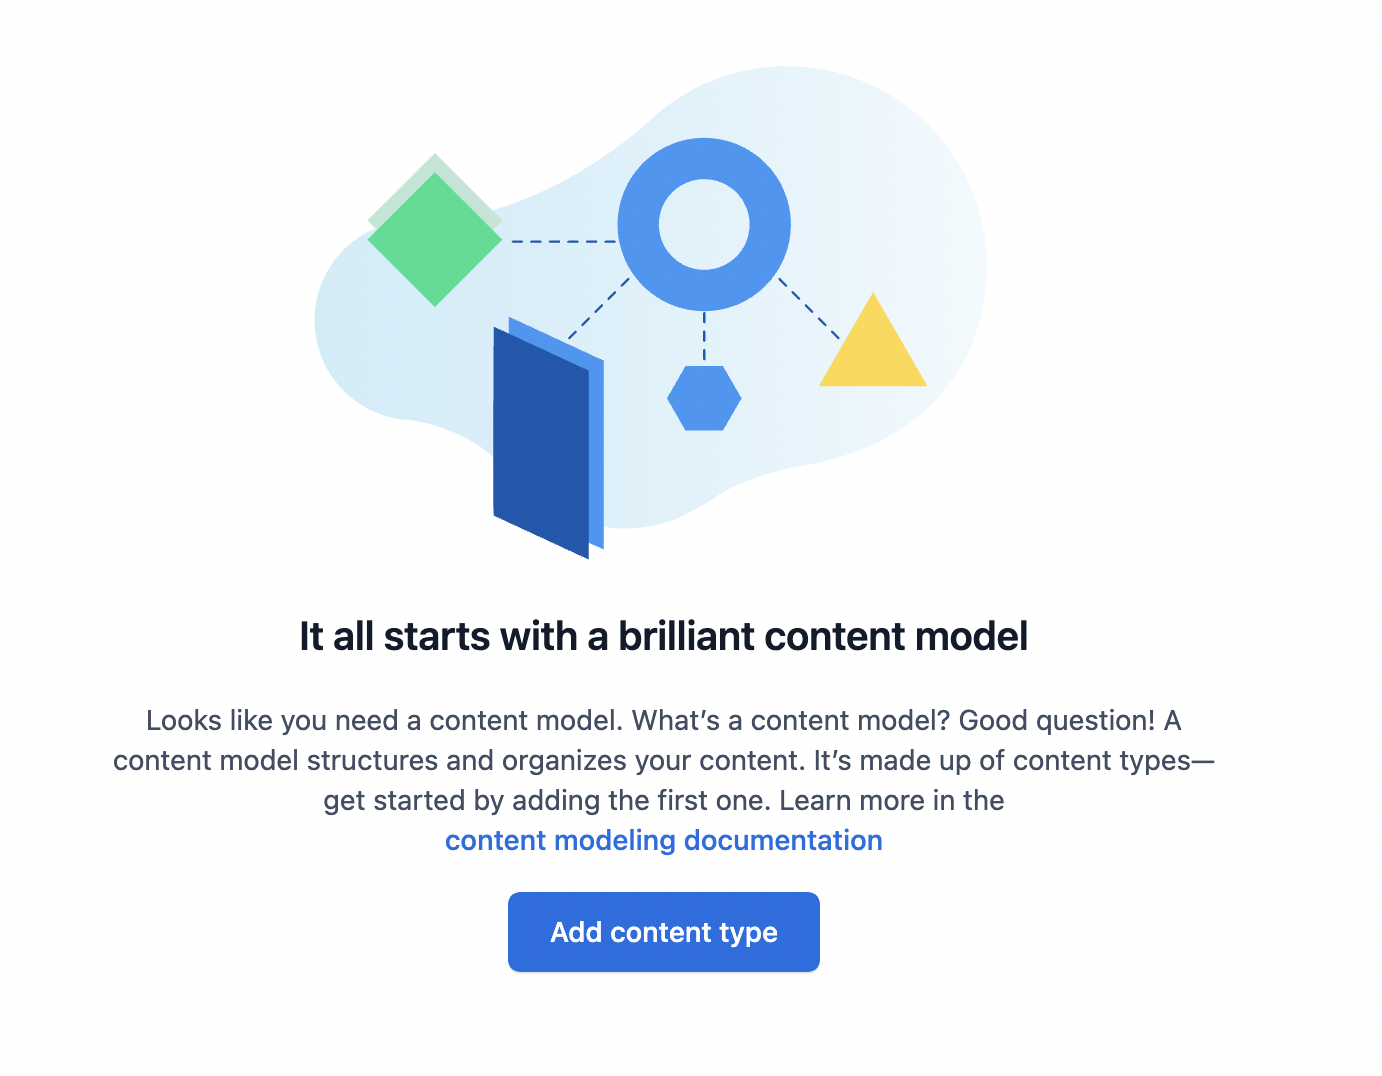 It all starts with a brilliant content model
Looks like you need a content model. What’s a content model? Good question! A
content model structures and organizes your content. It’s made up of content types—
get started by adding the first one. Learn more in the
content modeling documentation
Add content type